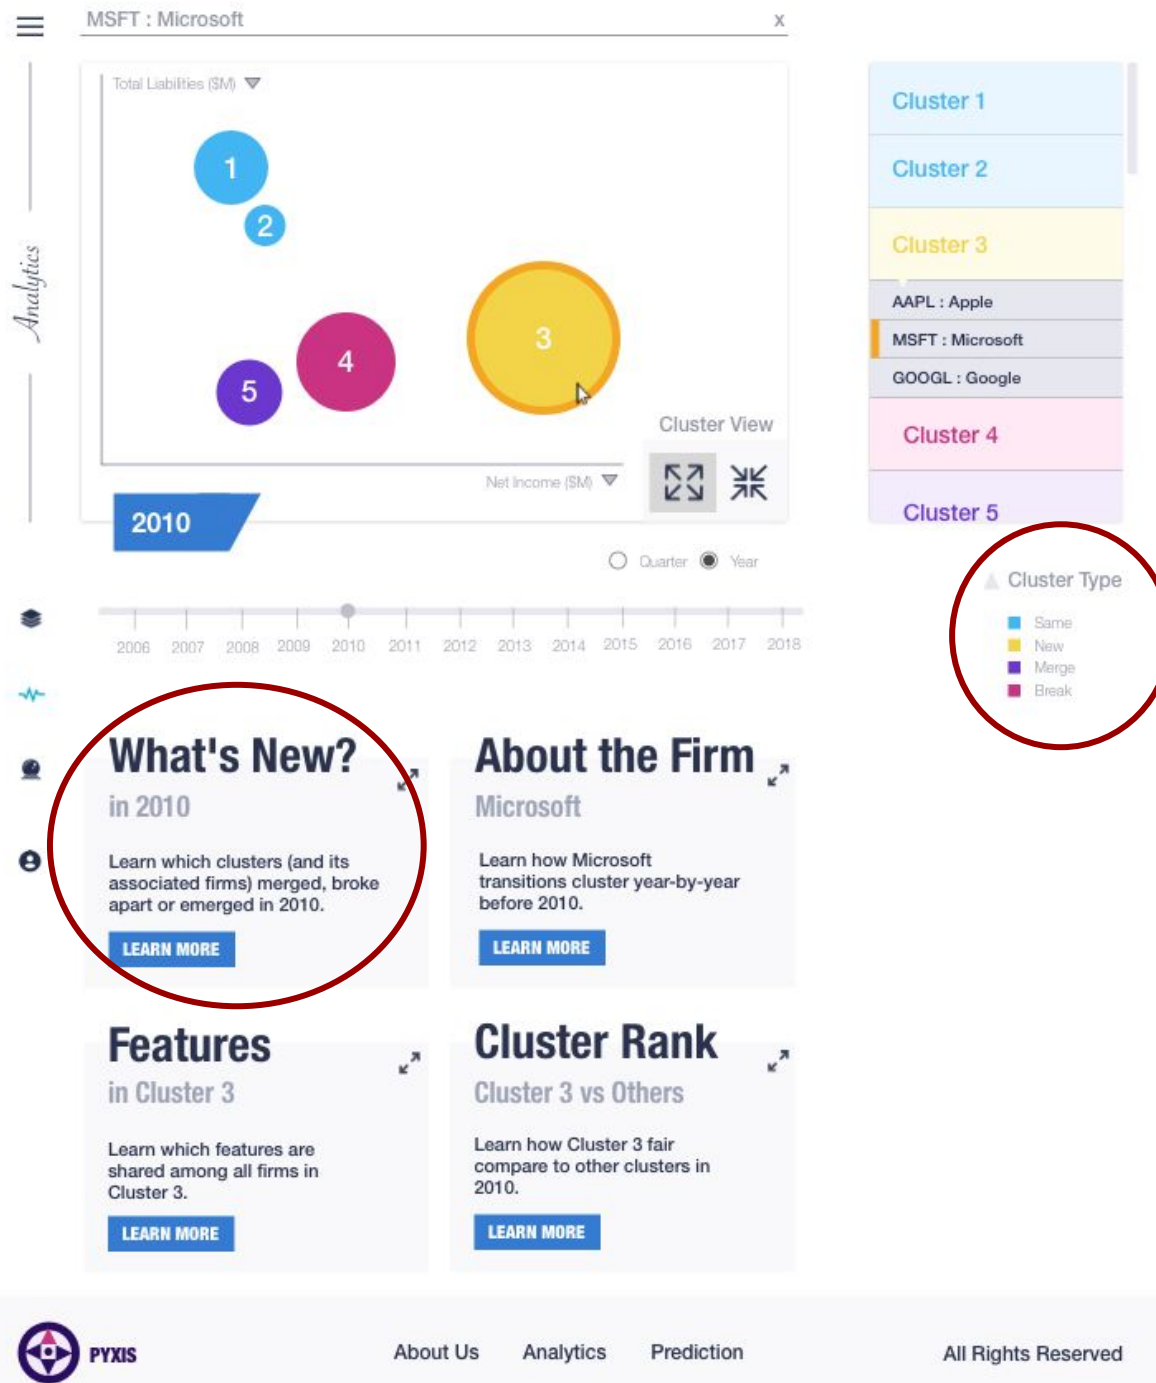 MSFT : Microsoft
x
Total Liabilities ($M)
1
2
3
4
5
Cluster View
Net Income ($M)
2010
Quarter
Year
2006 2007 2008 2009 2010 2011 2012 2013 2014 2015 2016 2017 2018
Analytics
Cluster 1
Cluster 2
Cluster 3
AAPL : Apple
MSFT : Microsoft
GOOGL : Google
Cluster 4
Cluster 5
Cluster Type
Same
New
Merge
Break
What's New?
in 2010
Learn which clusters (and its
associated firms) merged, broke
apart or emerged in 2010.
LEARN MORE
About the Firm
Microsoft
Learn how Microsoft
transitions cluster year-by-year
before 2010.
LEARN MORE
Features
in Cluster 3
Learn which features are
shared among all firms in
Cluster 3.
LEARN MORE
Cluster Rank
Cluster 3 vs Others
Learn how Cluster 3 fair
compare to other clusters in
2010.
LEARN MORE
PYXIS
About Us
Analytics
Prediction
All Rights Reserved